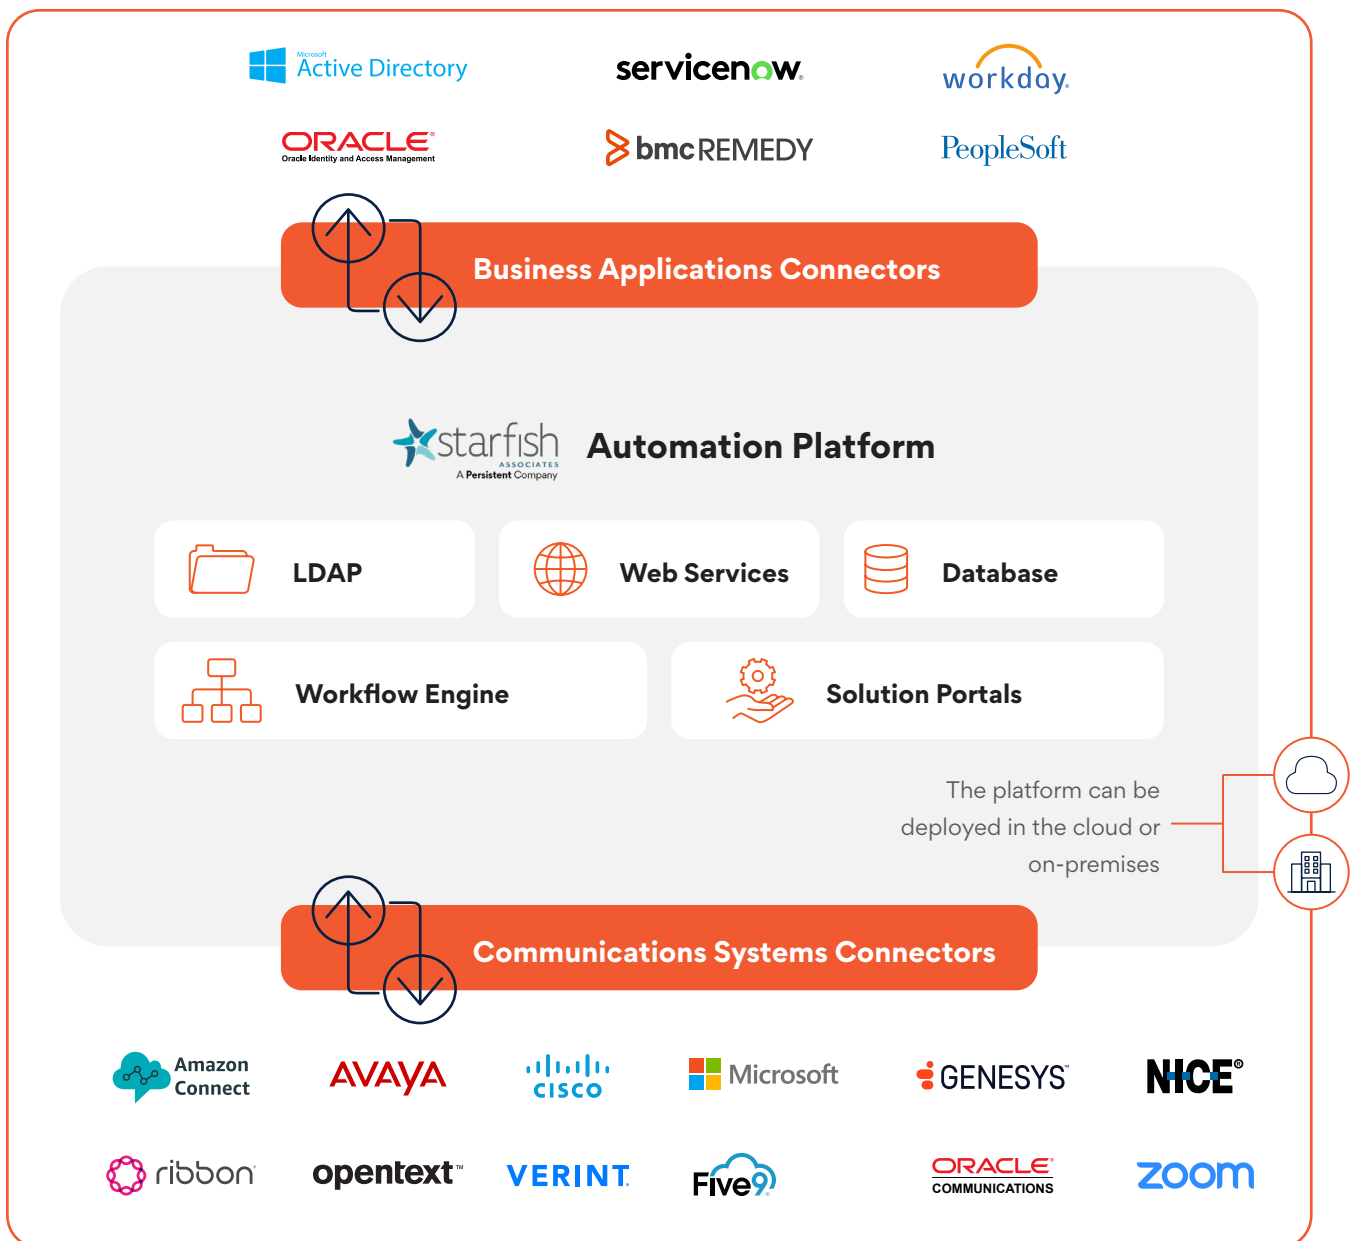 Microsoft
Active Directory
servicenow.
workday.
ORACLE®
Oracle Identity and Access Management
bmc REMEDY
PeopleSoft
Business Applications Connectors
starfish
ASSOCIATES
A Persistent Company
Automation Platform
LDAP
Web Services
Database
Workflow Engine
Solution Portals
The platform can be
deployed in the cloud or
on-premises
Communications Systems Connectors
Amazon
Connect
AVAYA
CISCO
Microsoft
GENESYS™
NICE®
ribbon
opentext™
VERINT.
Five9
ORACLE®
COMMUNICATIONS
zoom